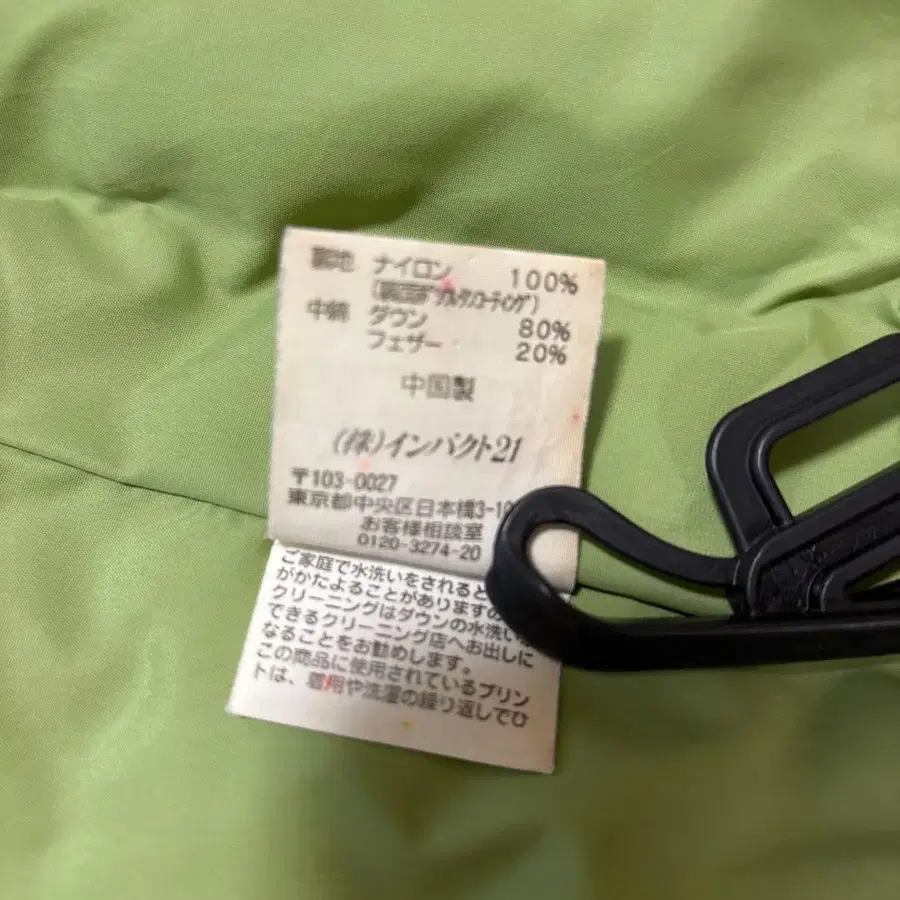 裏地 ナイロン 100%
中綿 ダウン 80%
フェザー 20%
中国製
(株)インパクト21
〒103-0027
東京都中央区日本橋3-1
お客様相談室
0120-3274-20
ご家庭で水洗いをされると
がかたよることがありますの
クリーニングはダウンの水洗い
できるクリーニング店へお出しに
なることをお勧めします。
この商品に使用されているプリン
トは、着用や洗濯の繰り返しでひ